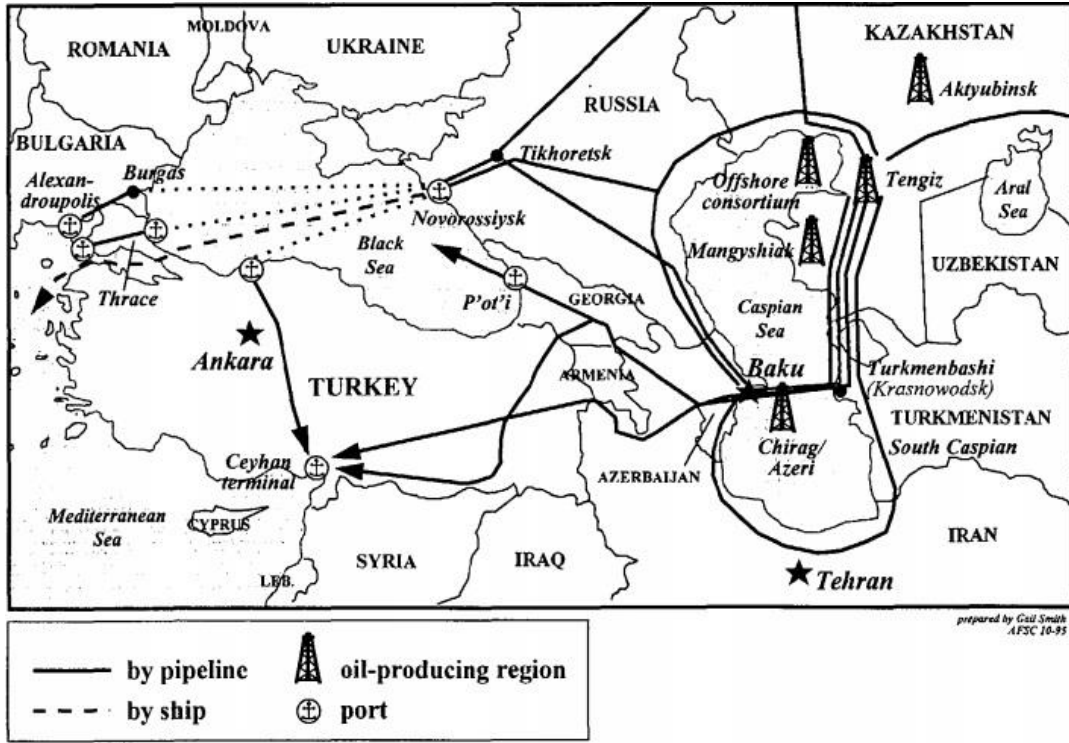 MOLDOVA
ROMANIA
UKRAINE
KAZAKHSTAN
Aktyubinsk
RUSSIA
BULGARIA
Burgas
Alexan-
droupolis
Tikhoretsk
Offshore
consortium
Tengiz
Aral
Sea
Novorossiysk
Mangyshiak
Black
Sea
UZBEKISTAN
Thrace
P'ot'i
GEORGIA
Caspian
Sea
Ankara
ARMENIA
Baku
Turkmenbashi
(Krasnowodsk)
TURKEY
TURKMENISTAN
Chirag/
Azeri
South Caspian
Ceyhan
terminal
AZERBAIJAN
Mediterranean
Sea
CYPRUS
SYRIA
IRAQ
IRAN
LEB.
Tehran
prepared by Gail Smith
AFSC 10-95
by pipeline
oil-producing region
by ship
port